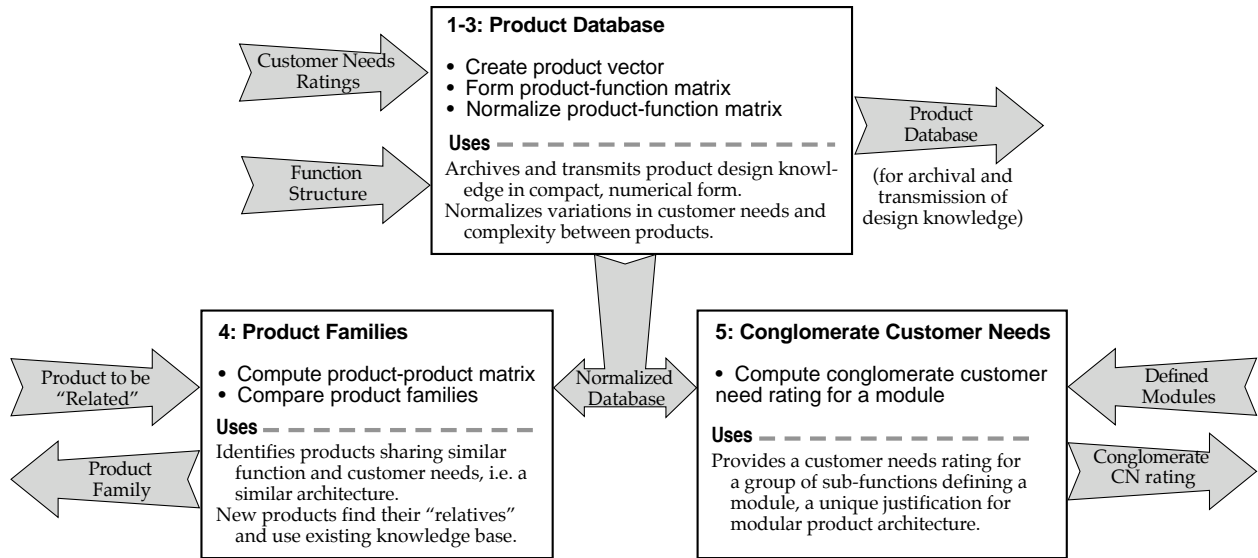 1-3: Product Database
Customer Needs
Ratings
• Create product vector
• Form product-function matrix
• Normalize product-function matrix
Product
Database
Uses
Function
Structure
Archives and transmits product design knowl-
edge in compact, numerical form.
Normalizes variations in customer needs and
complexity between products.
(for archival and
transmission of
design knowledge)
4: Product Families
Product to be
“Related”
• Compute product-product matrix
• Compare product families
Uses
Product
Family
Identifies products sharing similar
function and customer needs, i.e. a
similar architecture.
New products find their “relatives”
and use existing knowledge base.
Normalized
Database
5: Conglomerate Customer Needs
• Compute conglomerate customer
need rating for a module
Defined
Modules
Uses
Provides a customer needs rating for
a group of sub-functions defining a
module, a unique justification for
modular product architecture.
Conglomerate
CN rating